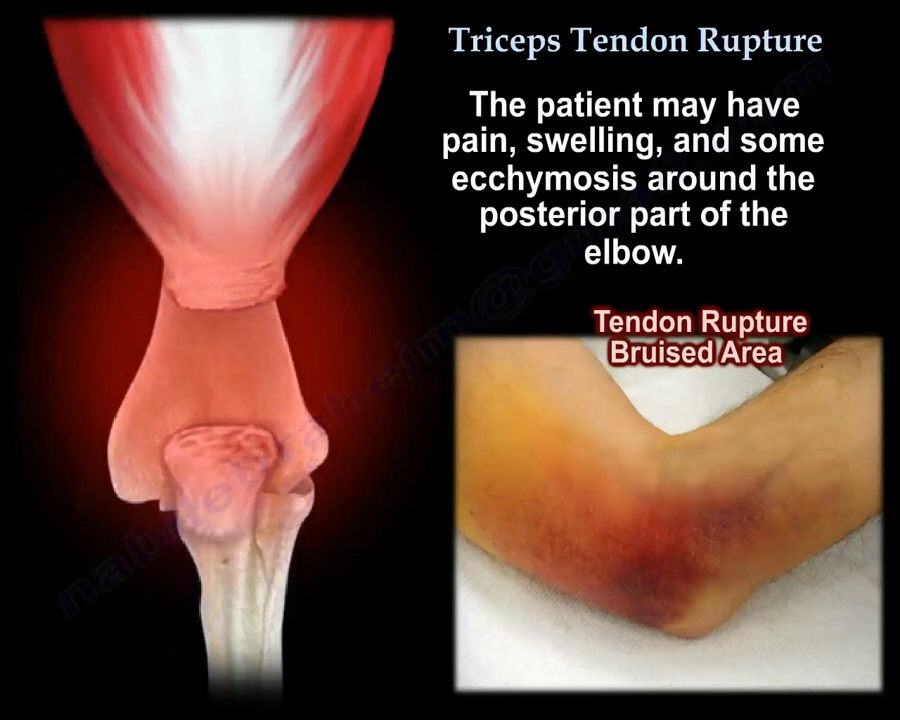 Triceps Tendon Rupture
The patient may have
pain, swelling, and some
ecchymosis around the
posterior part of the
elbow.
Tendon Rupture
Bruised Area